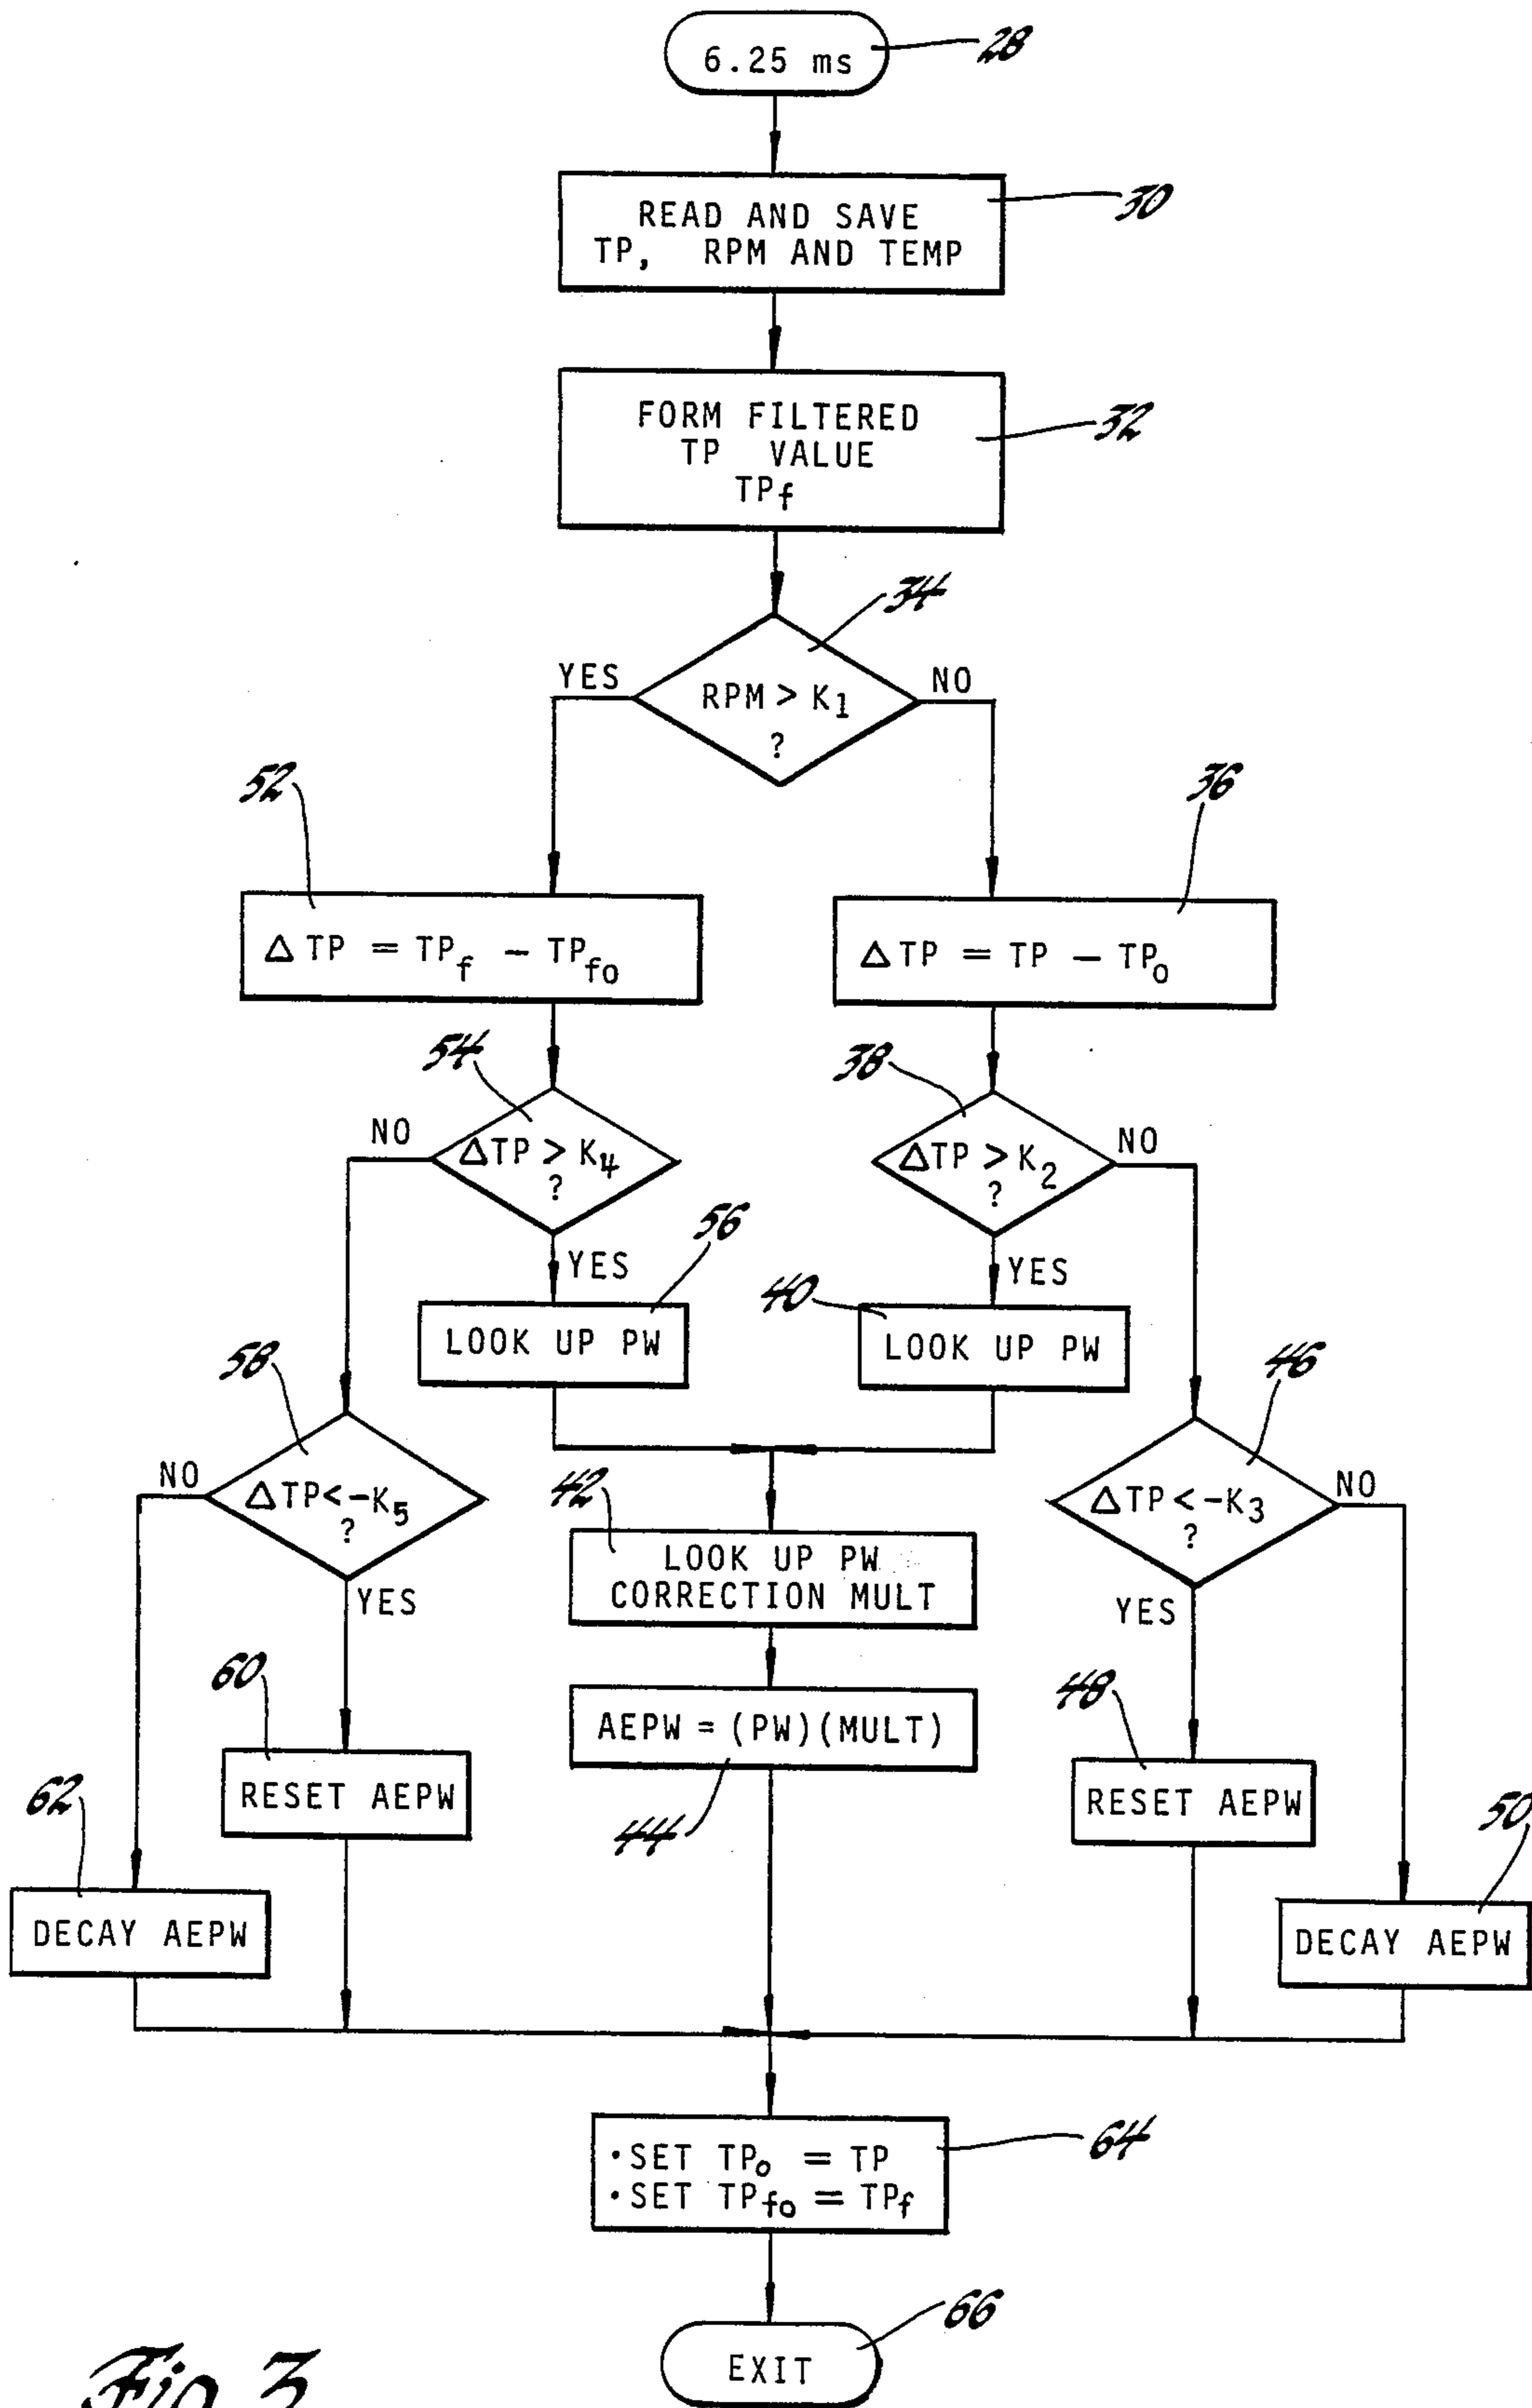 6.25 ms
28
READ AND SAVE
TP, RPM AND TEMP
30
FORM FILTERED
TP VALUE
TPf
32
34
YES
RPM > K1
?
NO
52
Δ TP = TPf − TPfo
36
Δ TP = TP − TPo
54
NO
ΔTP > K4
?
YES
38
ΔTP > K2
?
NO
YES
56
LOOK UP PW
40
LOOK UP PW
58
NO
ΔTP<-K5
?
YES
46
ΔTP<-K3
?
NO
YES
42
LOOK UP PW
CORRECTION MULT
60
RESET AEPW
AEPW = (PW)(MULT)
44
48
RESET AEPW
62
DECAY AEPW
50
DECAY AEPW
•SET TPo = TP
•SET TPfo = TPf
64
EXIT
66
Fig 3